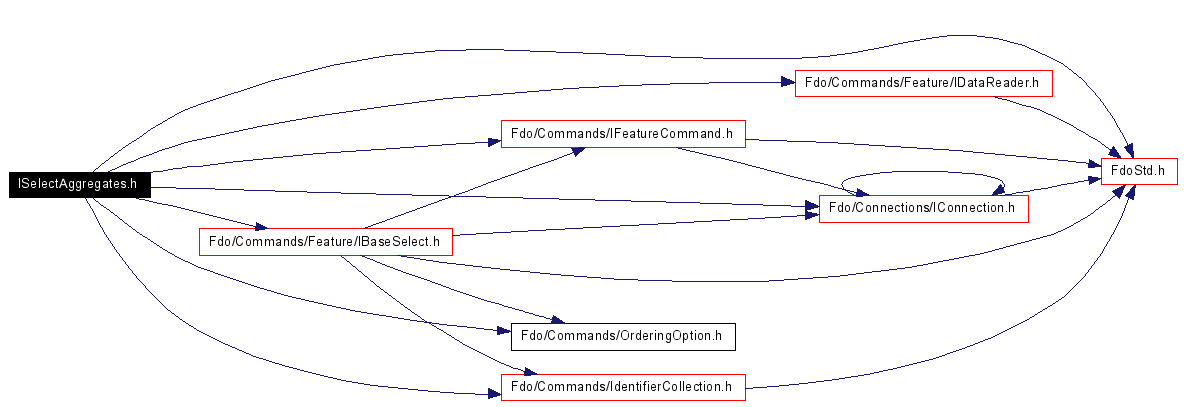 Fdo/Commands/Feature/IDataReader.h
Fdo/Commands/IFeatureCommand.h
FdoStd.h
ISelectAggregates.h
Fdo/Connections/IConnection.h
Fdo/Commands/Feature/IBaseSelect.h
Fdo/Commands/OrderingOption.h
Fdo/Commands/IdentifierCollection.h